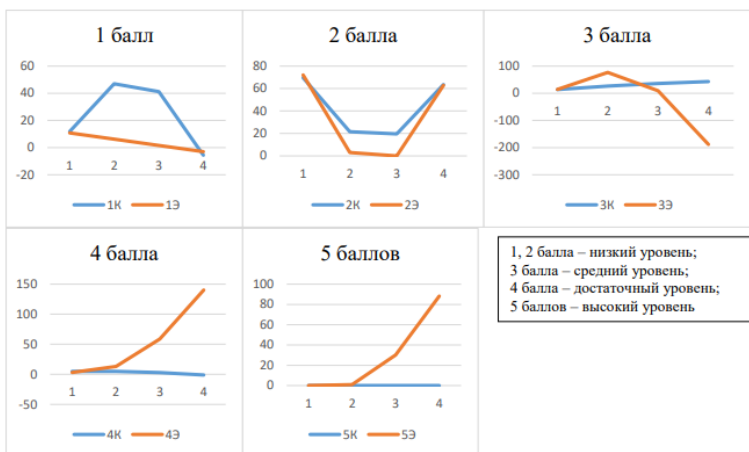 1 балл
60
40
20
0
-20
1 2 3 4
1К 1Э
2 балла
80
60
40
20
0
1 2 3 4
2К 2Э
3 балла
100
0
-100
-200
-300
1 2 3 4
3К 3Э
4 балла
150
100
50
0
-50
1 2 3 4
4К 4Э
5 баллов
100
80
60
40
20
0
1 2 3 4
5К 5Э
1, 2 балла – низкий уровень;
3 балла – средний уровень;
4 балла – достаточный уровень;
5 баллов – высокий уровень